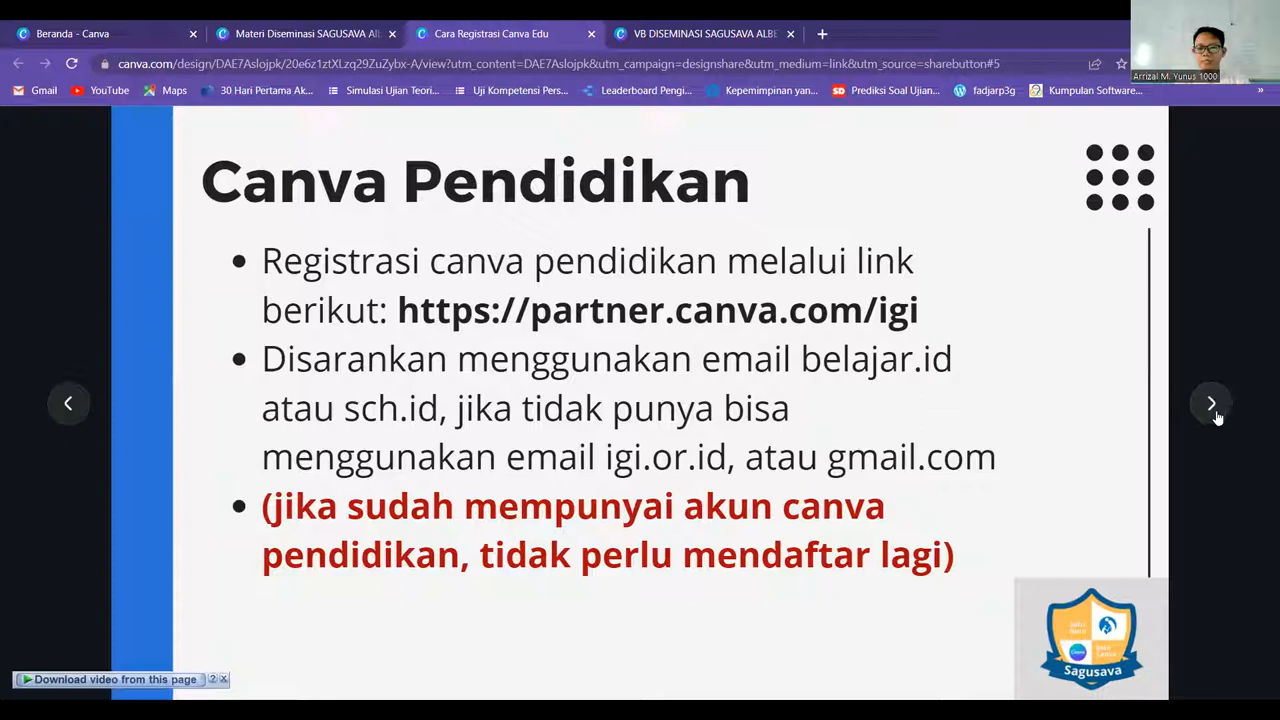 Beranda - Canva
Materi Diseminasi SAGUSAVA ALB
Cara Registrasi Canva Edu
VB DISEMINASI SAGUSAVA ALBE
canva.com/design/DAE7Aslojpk/20e6z1ztXLzq29ZuZybx-A/view?utm_content=DAE7Aslojpk&utm_campaign=designshare&utm_medium=link&utm_source=sharebutton#5
Gmail
YouTube
Maps
30 Hari Pertama Ak...
Simulasi Ujian Teori...
Uji Kompetensi Pers...
Leaderboard Pengi...
Kepemimpinan yan...
Prediksi Soal Ujian...
fadjarp3g
Kumpulan Software...
Arrizal M. Yunus 1000
Canva Pendidikan
• Registrasi canva pendidikan melalui link
berikut: https://partner.canva.com/igi
• Disarankan menggunakan email belajar.id
atau sch.id, jika tidak punya bisa
menggunakan email igi.or.id, atau gmail.com
• (jika sudah mempunyai akun canva
pendidikan, tidak perlu mendaftar lagi)
Sagusava
Download video from this page